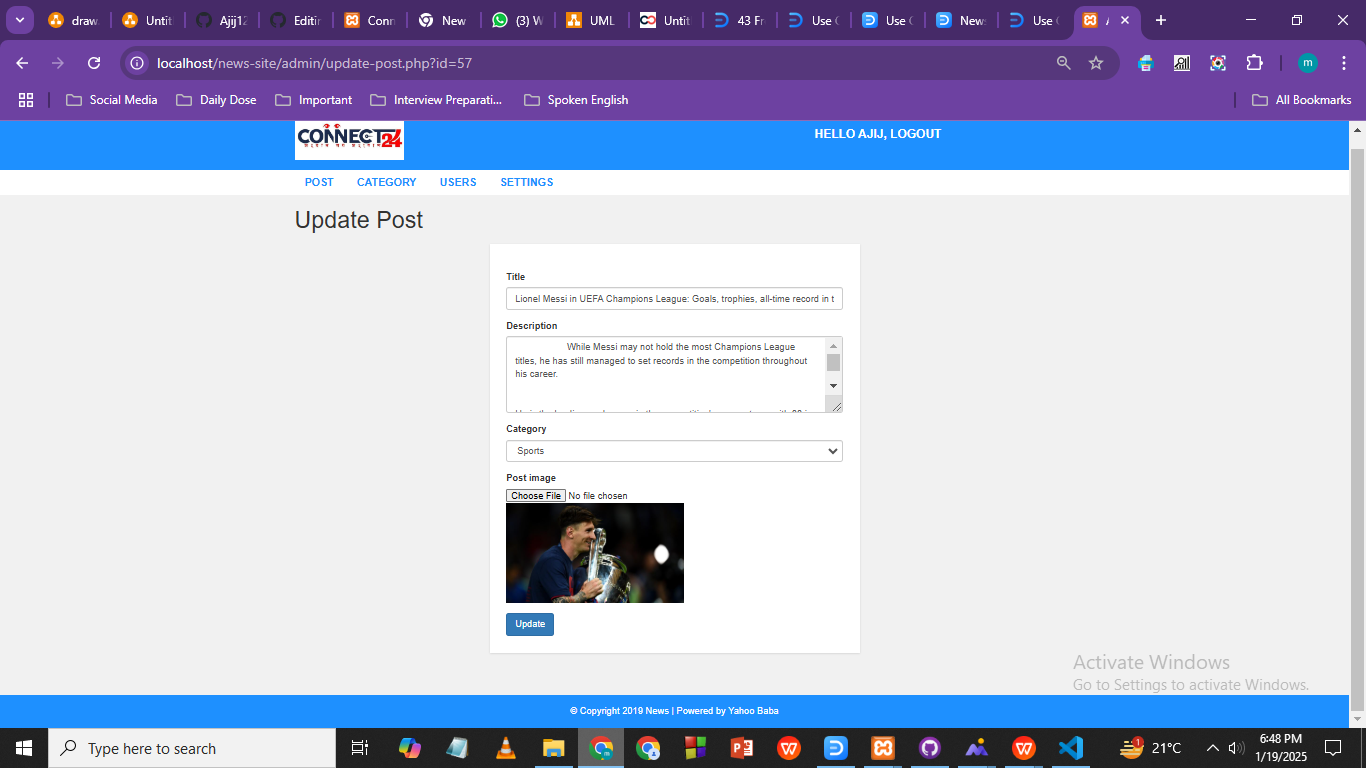 draw.
Untit
Ajij12
Editin
Conn
New
(3) W
UML
Untit
43 Fr
Use C
Use C
News
Use C
localhost/news-site/admin/update-post.php?id=57
m
Social Media
Daily Dose
Important
Interview Preparati...
Spoken English
All Bookmarks
CONNECT24
HELLO AJIJ, LOGOUT
POST CATEGORY USERS SETTINGS
Update Post
Title
Lionel Messi in UEFA Champions League: Goals, trophies, all-time record in t
Description
While Messi may not hold the most Champions League
titles, he has still managed to set records in the competition throughout
his career.
Category
Sports
Post image
Choose File No file chosen
Update
Activate Windows
Go to Settings to activate Windows.
© Copyright 2019 News | Powered by Yahoo Baba
Type here to search
1
21°C
6:48 PM
1/19/2025